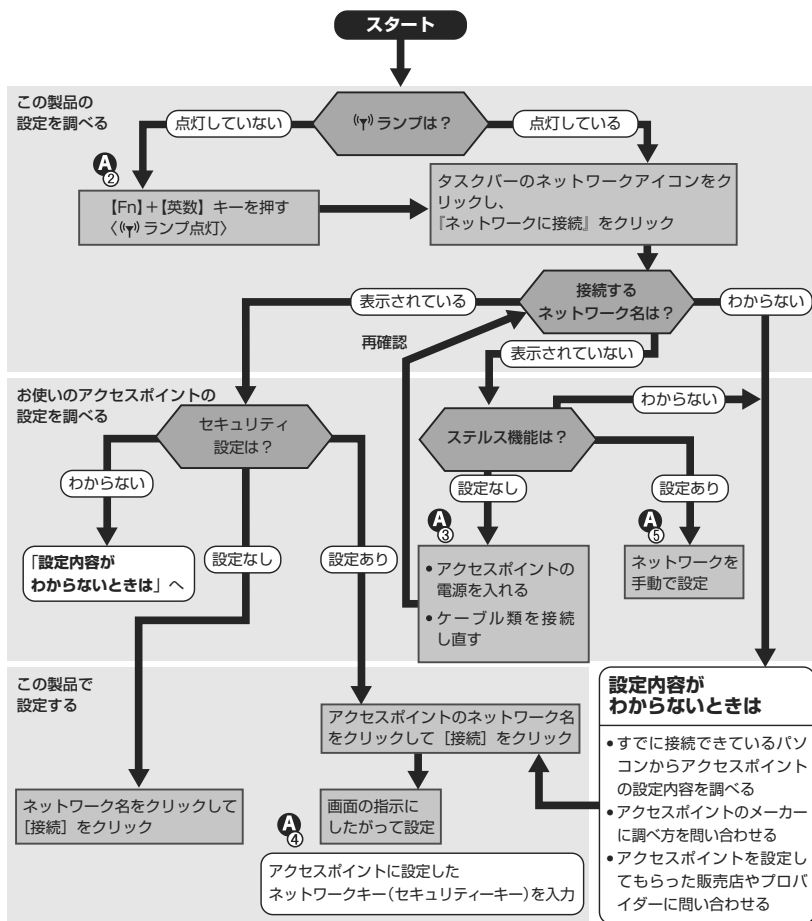 スタート
この製品の
設定を調べる
点灯していない
ランプは？
点灯している
A
②
【Fn】＋【英数】キーを押す
〈ランプ点灯〉
タスクバーのネットワークアイコンをク
リックし、
『ネットワークに接続』をクリック
表示されている
接続する
ネットワーク名は？
わからない
再確認
表示されていない
お使いのアクセスポイントの
設定を調べる
わからない
セキュリティ
設定は？
ステルス機能は？
わからない
設定なし
設定あり
A
③
A
⑤
「設定内容が
わからないときは」へ
設定なし
設定あり
• アクセスポイントの
電源を入れる
• ケーブル類を接続
し直す
ネットワークを
手動で設定
この製品で
設定する
アクセスポイントのネットワーク名
をクリックして［接続］をクリック
ネットワーク名をクリックして
［接続］をクリック
A
④
画面の指示に
したがって設定
アクセスポイントに設定した
ネットワークキー（セキュリティーキー）を入力
設定内容が
わからないときは
• すでに接続できているパソ
コンからアクセスポイント
の設定内容を調べる
• アクセスポイントのメーカー
に調べ方を問い合わせる
• アクセスポイントを設定し
てもらった販売店やプロバ
イダーに問い合わせる